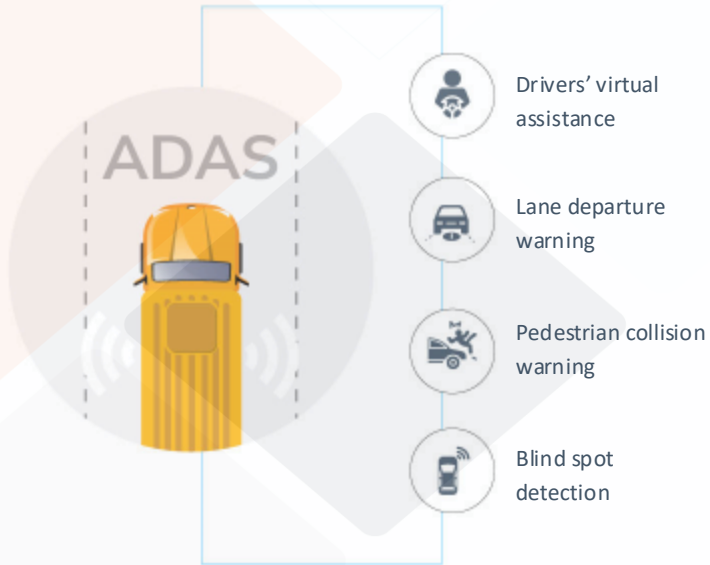 ADAS
Drivers’ virtual
assistance
Lane departure
warning
Pedestrian collision
warning
Blind spot
detection